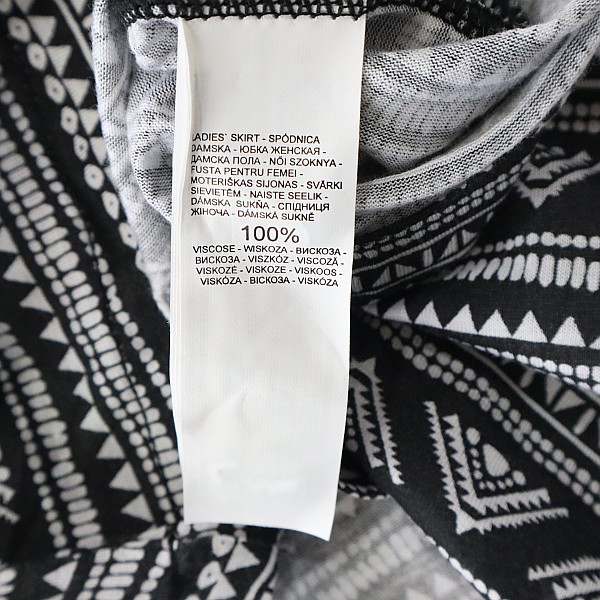 LADIES` SKIRT - SPÓDNICA
DAMSKA - ЮБКА ЖЕНСКАЯ -
ДАМСКА ПОЛА - NŐI SZOKNYA -
FUSTA PENTRU FEMEI -
MOTERIŠKAS SIJONAS - SVĀRKI
SIEVIETĒM - NAISTE SEELIK -
DÁMSKA SUKŇA - СПІДНИЦЯ
ЖІНОЧА - DÁMSKÁ SUKNĚ
100%
VISCOSE - WISKOZA - ВИСКОЗА -
ВИСКОЗА - VISZKÓZ - VISCOZĂ -
VISKOZĖ - VISKOZE - VISKOOS -
VISKÓZA - ВІСКОЗА - VISKÓZA